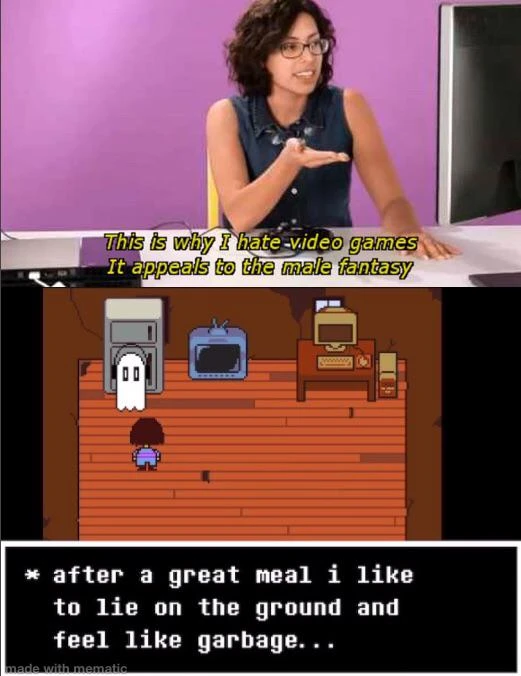 This is why I hate video games
It appeals to the male fantasy
* after a great meal i like
to lie on the ground and
feel like garbage...
made with mematic